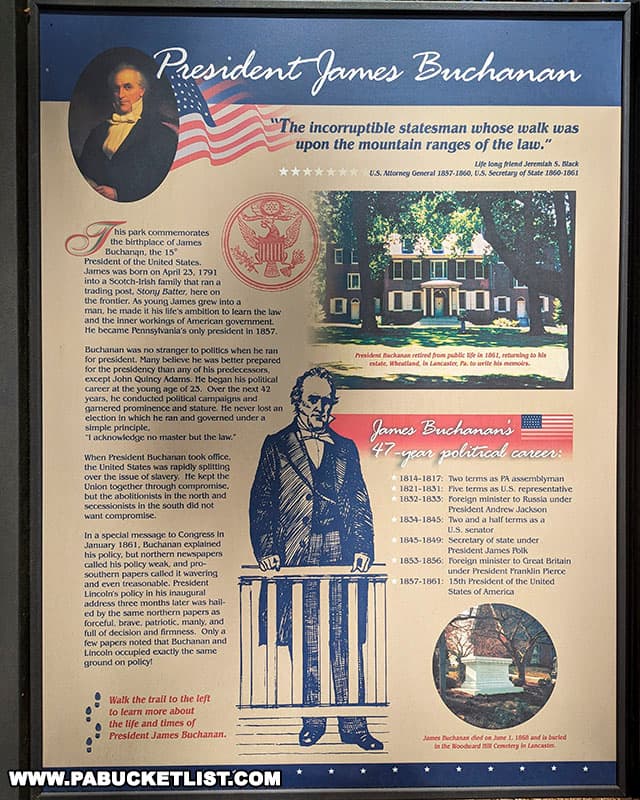 President James Buchanan
"The incorruptible statesman whose walk was
upon the mountain ranges of the law."
Life long friend Jeremiah S. Black
U.S. Attorney General 1857-1860, U.S. Secretary of State 1860-1861
This park commemorates
the birthplace of James
Buchanan, the 15th
President of the United States.
James was born on April 23, 1791
into a Scotch-Irish family that ran a
trading post, Stony Batter, here on
the frontier. As young James grew into a
man, he made it his life's ambition to learn the law
and the inner workings of American government.
He became Pennsylvania's only president in 1857.
Buchanan was no stranger to politics when he ran
for president. Many believe he was better prepared
for the presidency than any of his predecessors,
except John Quincy Adams. He began his political
career at the young age of 23. Over the next 42
years, he conducted political campaigns and
garnered prominence and stature. He never lost an
election in which he ran and governed under a
simple principle,
"I acknowledge no master but the law."
When President Buchanan took office,
the United States was rapidly splitting
over the issue of slavery. He kept the
Union together through compromise,
but the abolitionists in the north and
secessionists in the south did not
want compromise.
In a special message to Congress in
January 1861, Buchanan explained
his policy, but northern newspapers
called his policy weak, and pro-
southern papers called it wavering
and even treasonable. President
Lincoln's policy in his inaugural
address three months later was hail-
ed by the same northern papers as
forceful, brave, patriotic, manly, and
full of decision and firmness. Only a
few papers noted that Buchanan and
Lincoln occupied exactly the same
ground on policy!
Walk the trail to the left
to learn more about
the life and times of
President James Buchanan.
President Buchanan retired from public life in 1861, returning to his
estate, Wheatland, in Lancaster, Pa. to write his memoirs.
James Buchanan's
47-year political career:
1814-1817: Two terms as PA assemblyman
1821-1831: Five terms as U.S. representative
1832-1833: Foreign minister to Russia under
President Andrew Jackson
1834-1845: Two and a half terms as a
U.S. senator
1845-1849: Secretary of state under
President James Polk
1853-1856: Foreign minister to Great Britain
under President Franklin Pierce
1857-1861: 15th President of the United
States of America
James Buchanan died on June 1, 1868 and is buried
in the Woodward Hill Cemetery in Lancaster.
WWW.PABUCKETLIST.COM